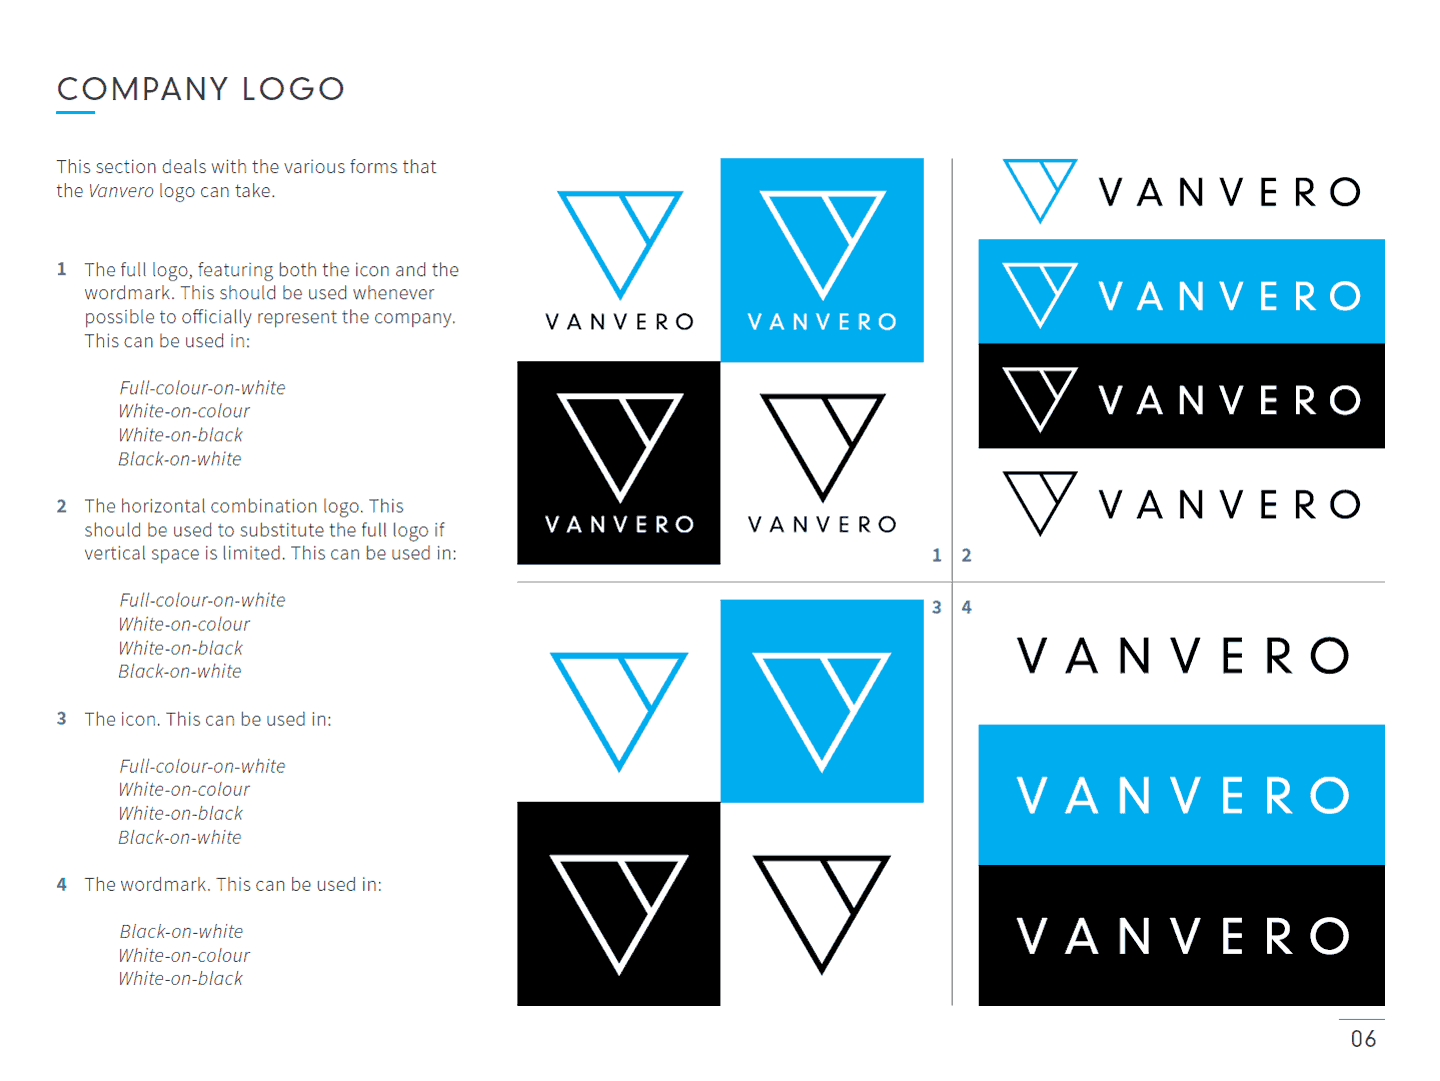 COMPANY LOGO
This section deals with the various forms that
the Vanvero logo can take.
1 The full logo, featuring both the icon and the
wordmark. This should be used whenever
possible to officially represent the company.
This can be used in:
Full-colour-on-white
White-on-colour
White-on-black
Black-on-white
2 The horizontal combination logo. This
should be used to substitute the full logo if
vertical space is limited. This can be used in:
Full-colour-on-white
White-on-colour
White-on-black
Black-on-white
3 The icon. This can be used in:
Full-colour-on-white
White-on-colour
White-on-black
Black-on-white
4 The wordmark. This can be used in:
Black-on-white
White-on-colour
White-on-black
VANVERO
VANVERO
VANVERO
VANVERO
1
VANVERO
VANVERO
VANVERO
VANVERO
2
3
4
VANVERO
VANVERO
VANVERO
06